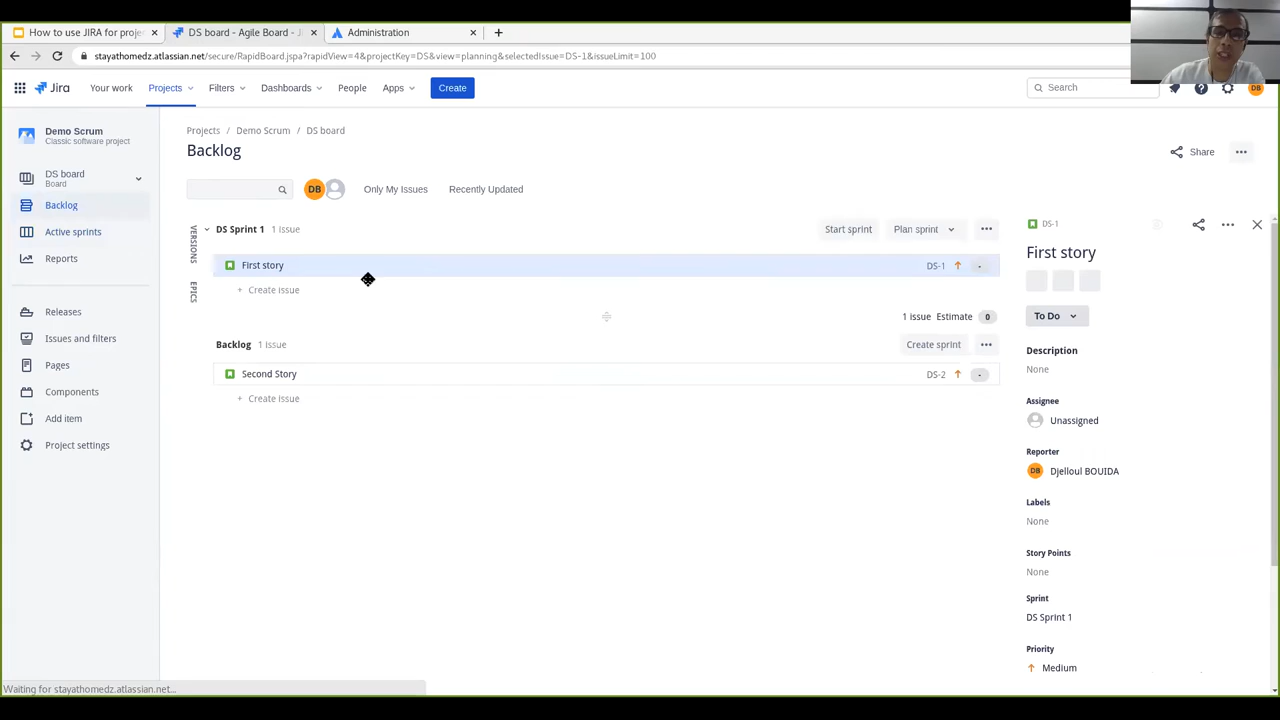 How to use JIRA for proje
DS board - Agile Board - Ji
Administration
stayathomedz.atlassian.net/secure/RapidBoard.jspa?rapidView=4&projectKey=DS&view=planning&selectedIssue=DS-1&issueLimit=100
Jira
Your work
Projects
Filters
Dashboards
People
Apps
Create
Search
DB
Demo Scrum
Classic software project
DS board
Board
Backlog
Active sprints
Reports
Releases
Issues and filters
Pages
Components
Add item
Project settings
Projects / Demo Scrum / DS board
Backlog
Share
DB
Only My Issues
Recently Updated
VERSIONS
EPICS
DS Sprint 1 1 issue
Start sprint
Plan sprint
First story
DS-1
-
+ Create issue
1 issue Estimate 0
Backlog 1 issue
Create sprint
Second Story
DS-2
-
+ Create issue
DS-1
First story
To Do
Description
None
Assignee
Unassigned
Reporter
DB Djelloul BOUIDA
Labels
None
Story Points
None
Sprint
DS Sprint 1
Priority
Medium
Waiting for stayathomedz.atlassian.net...